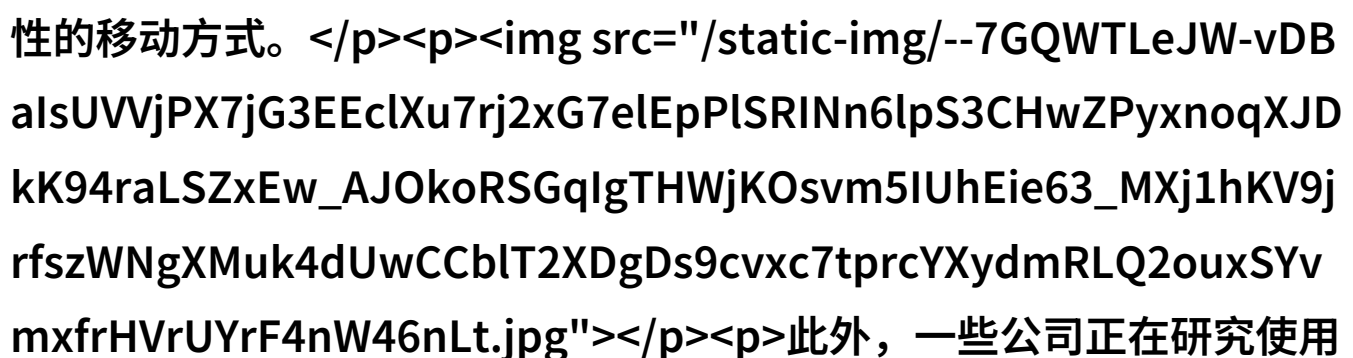 性的移动方式。</p><p><img src="/static-img/--7GQWTLeJW-vDB
aIsUVVjPX7jG3EEclXu7rj2xG7elEpPlSRINn6lpS3CHwZPyxnoqXJD
kK94raLSZxEw_AJOkoRSGqIgTHWjKOsvm5IUhEie63_MXj1hKV9j
rfszWNgXMuk4dUwCCblT2XDgDs9cvxc7tprcYXydmRLQ2ouxSYv
mxfrHVrUYrF4nW46nLt.jpg"></p><p>此外，一些公司正在研究使用